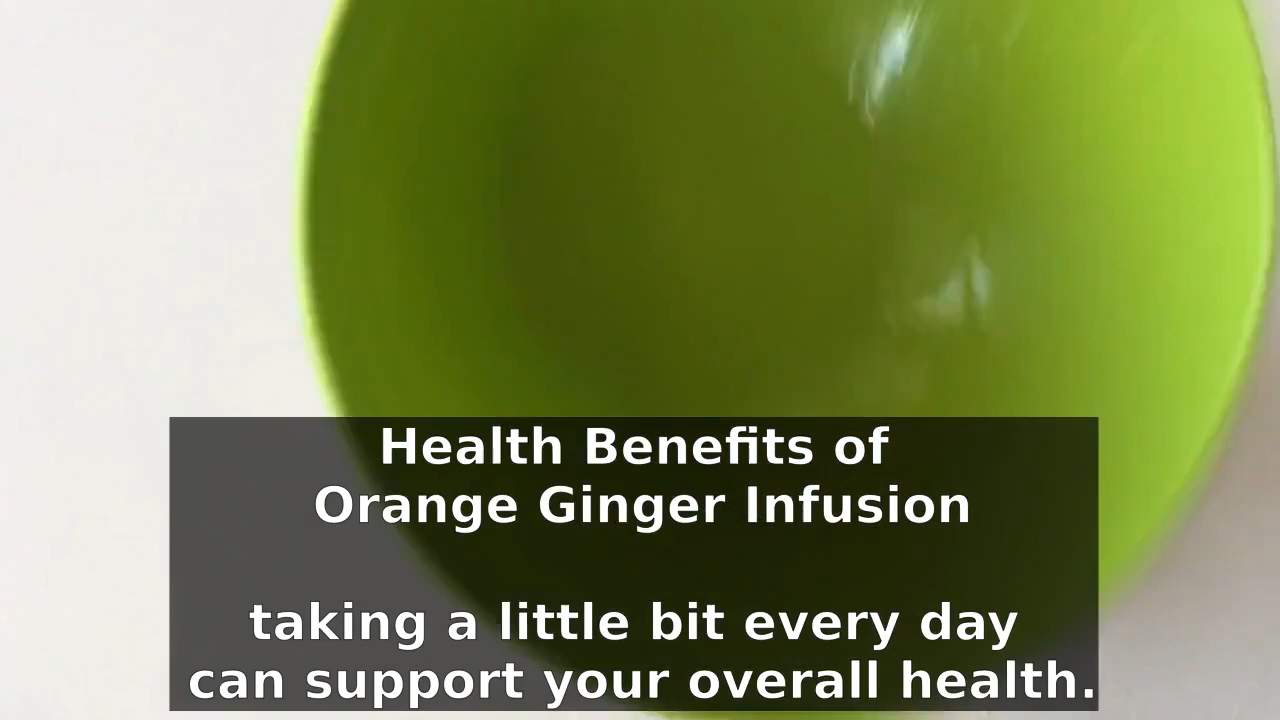 Health Benefits of
Orange Ginger Infusion
taking a little bit every day
can support your overall health.